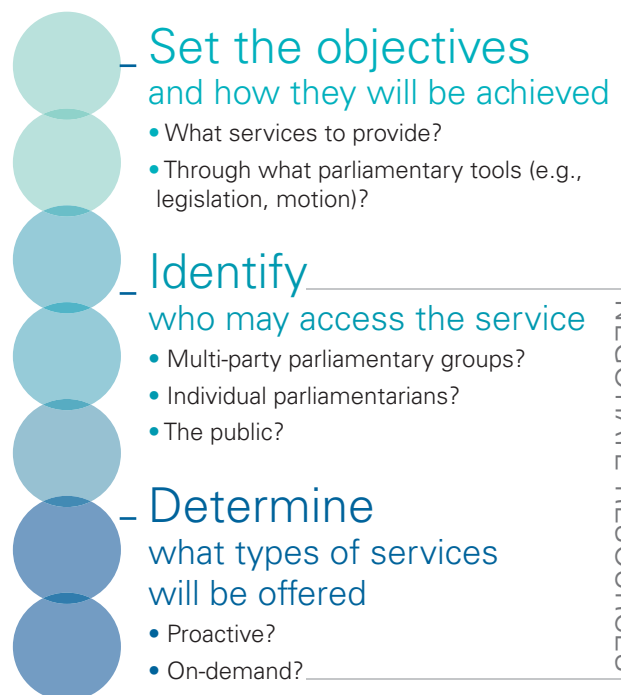 Set the objectives
and how they will be achieved
• What services to provide?
• Through what parliamentary tools (e.g.,
legislation, motion)?
Identify
who may access the service
• Multi-party parliamentary groups?
• Individual parliamentarians?
• The public?
Determine
what types of services
will be offered
• Proactive?
• On-demand?